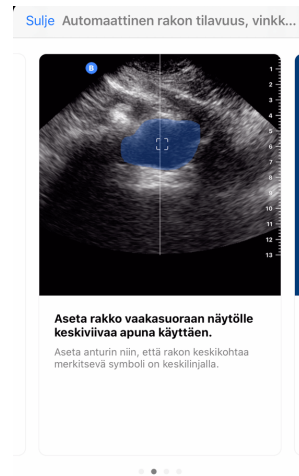 Sulje Automaattinen rakon tilavuus, vinkk...
B
1
2
3
4
5
6
7
8
9
10
11
12
13
Aseta rakko vaakasuoraan näytölle
keskiviivaa apuna käyttäen.
Aseta anturin niin, että rakon keskikohtaa
merkitsevä symboli on keskilinjalla.